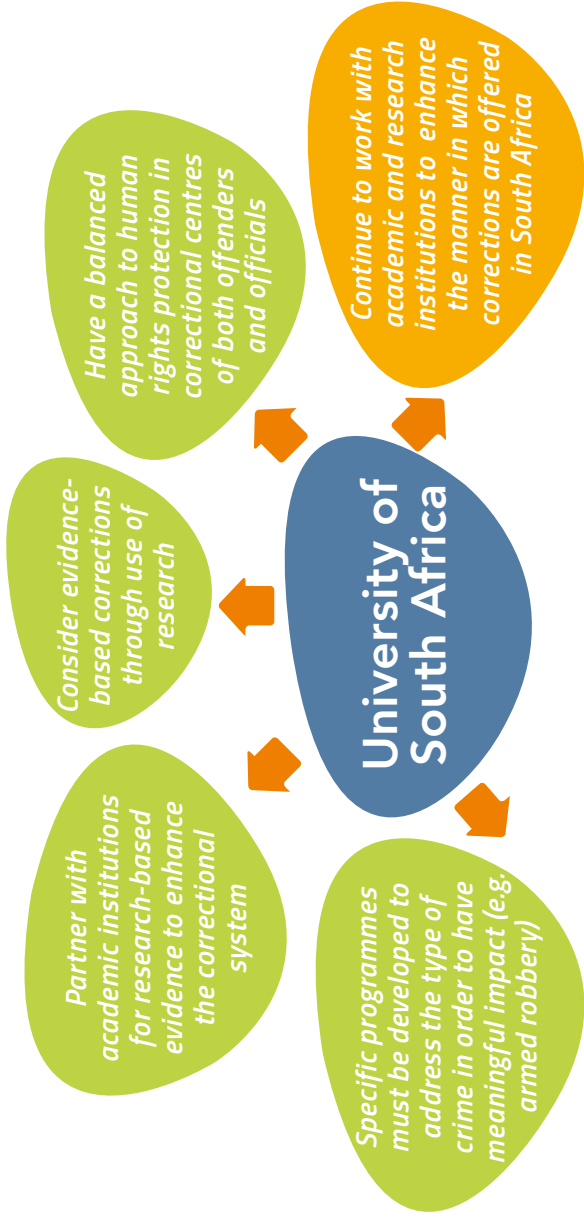 Specific programmes
must be developed to
address the type of
crime in order to have
meaningful impact (e.g.
armed robbery)
Partner with
academic institutions
for research-based
evidence to enhance
the correctional
system
Consider evidence-
based corrections
through use of
research
Have a balanced
approach to human
rights protection in
correctional centres
of both offenders
and officials
Continue to work with
academic and research
institutions to enhance
the manner in which
corrections are offered
in South Africa
University of
South Africa